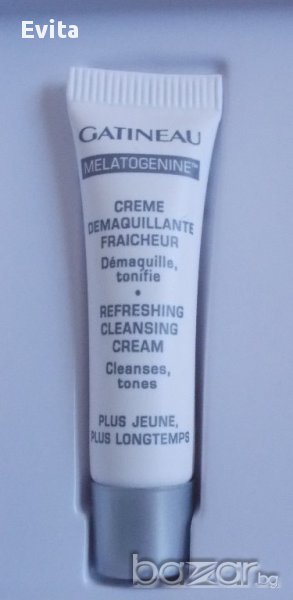 Evita
GATINEAU
MELATOGENINE™
CREME
DEMAQUILLANTE
FRAICHEUR
Démaquille,
tonifie
•
REFRESHING
CLEANSING
CREAM
Cleanses,
tones
PLUS JEUNE,
PLUS LONGTEMPS
bazar.bg